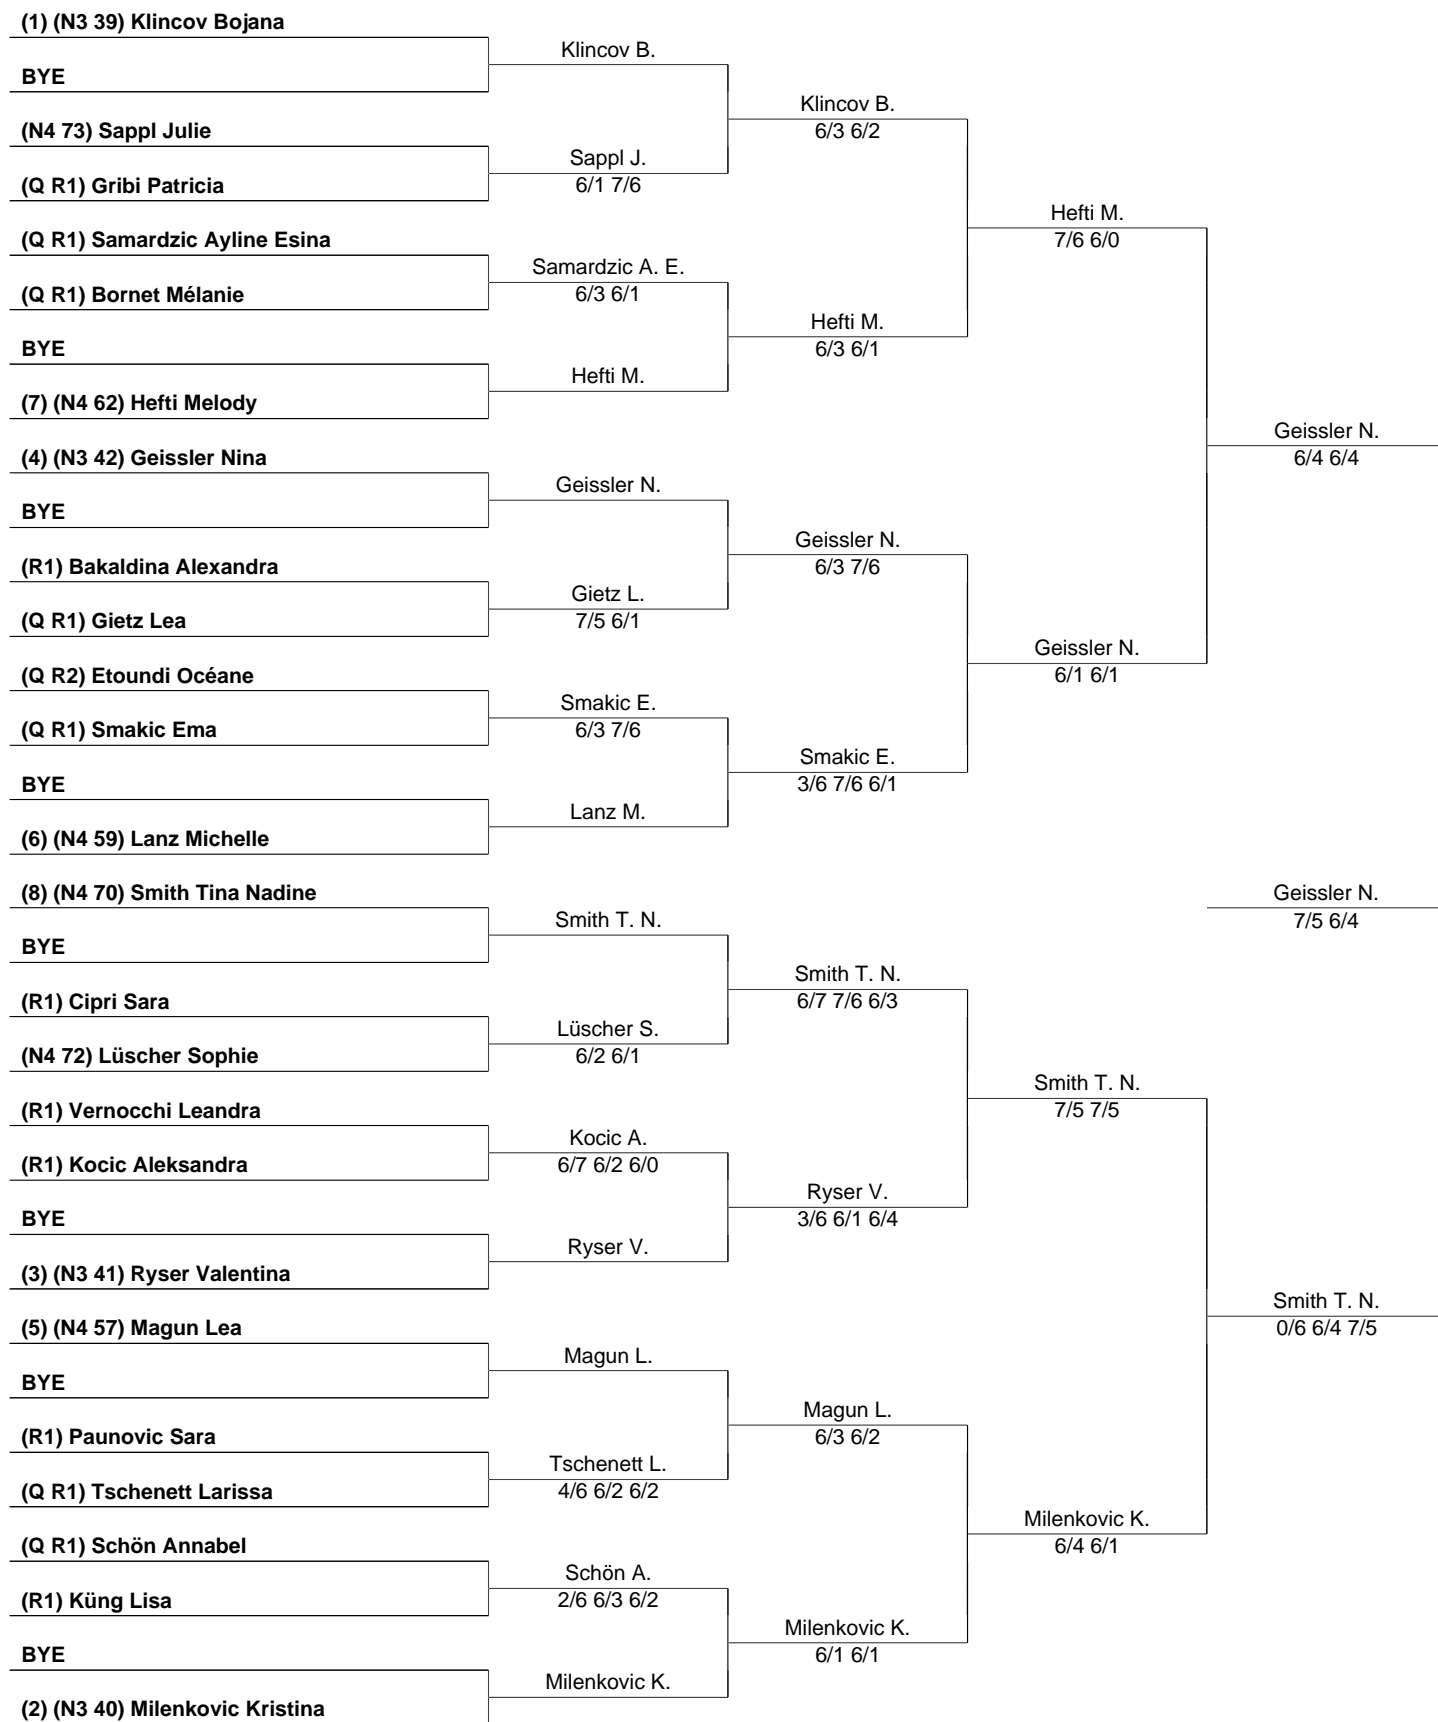 (1) (N3 39) Klincov Bojana
BYE
(N4 73) Sappl Julie
(Q R1) Gribi Patricia
(Q R1) Samardzic Ayline Esina
(Q R1) Bornet Mélanie
BYE
(7) (N4 62) Hefti Melody
(4) (N3 42) Geissler Nina
BYE
(R1) Bakaldina Alexandra
(Q R1) Gietz Lea
(Q R2) Etoundi Océane
(Q R1) Smakic Ema
BYE
(6) (N4 59) Lanz Michelle
(8) (N4 70) Smith Tina Nadine
BYE
(R1) Cipri Sara
(N4 72) Lüscher Sophie
(R1) Vernocchi Leandra
(R1) Kocic Aleksandra
BYE
(3) (N3 41) Ryser Valentina
(5) (N4 57) Magun Lea
BYE
(R1) Paunovic Sara
(Q R1) Tschenett Larissa
(Q R1) Schön Annabel
(R1) Küng Lisa
BYE
(2) (N3 40) Milenkovic Kristina
Klincov B.
Sappl J.
6/1 7/6
Samardzic A. E.
6/3 6/1
Hefti M.
Geissler N.
Gietz L.
7/5 6/1
Smakic E.
6/3 7/6
Lanz M.
Smith T. N.
Lüscher S.
6/2 6/1
Kocic A.
6/7 6/2 6/0
Ryser V.
Magun L.
Tschenett L.
4/6 6/2 6/2
Schön A.
2/6 6/3 6/2
Milenkovic K.
Klincov B.
6/3 6/2
Hefti M.
6/3 6/1
Geissler N.
6/3 7/6
Smakic E.
3/6 7/6 6/1
Smith T. N.
6/7 7/6 6/3
Ryser V.
3/6 6/1 6/4
Magun L.
6/3 6/2
Milenkovic K.
6/1 6/1
Hefti M.
7/6 6/0
Geissler N.
6/1 6/1
Smith T. N.
7/5 7/5
Milenkovic K.
6/4 6/1
Geissler N.
6/4 6/4
Geissler N.
7/5 6/4
Smith T. N.
0/6 6/4 7/5